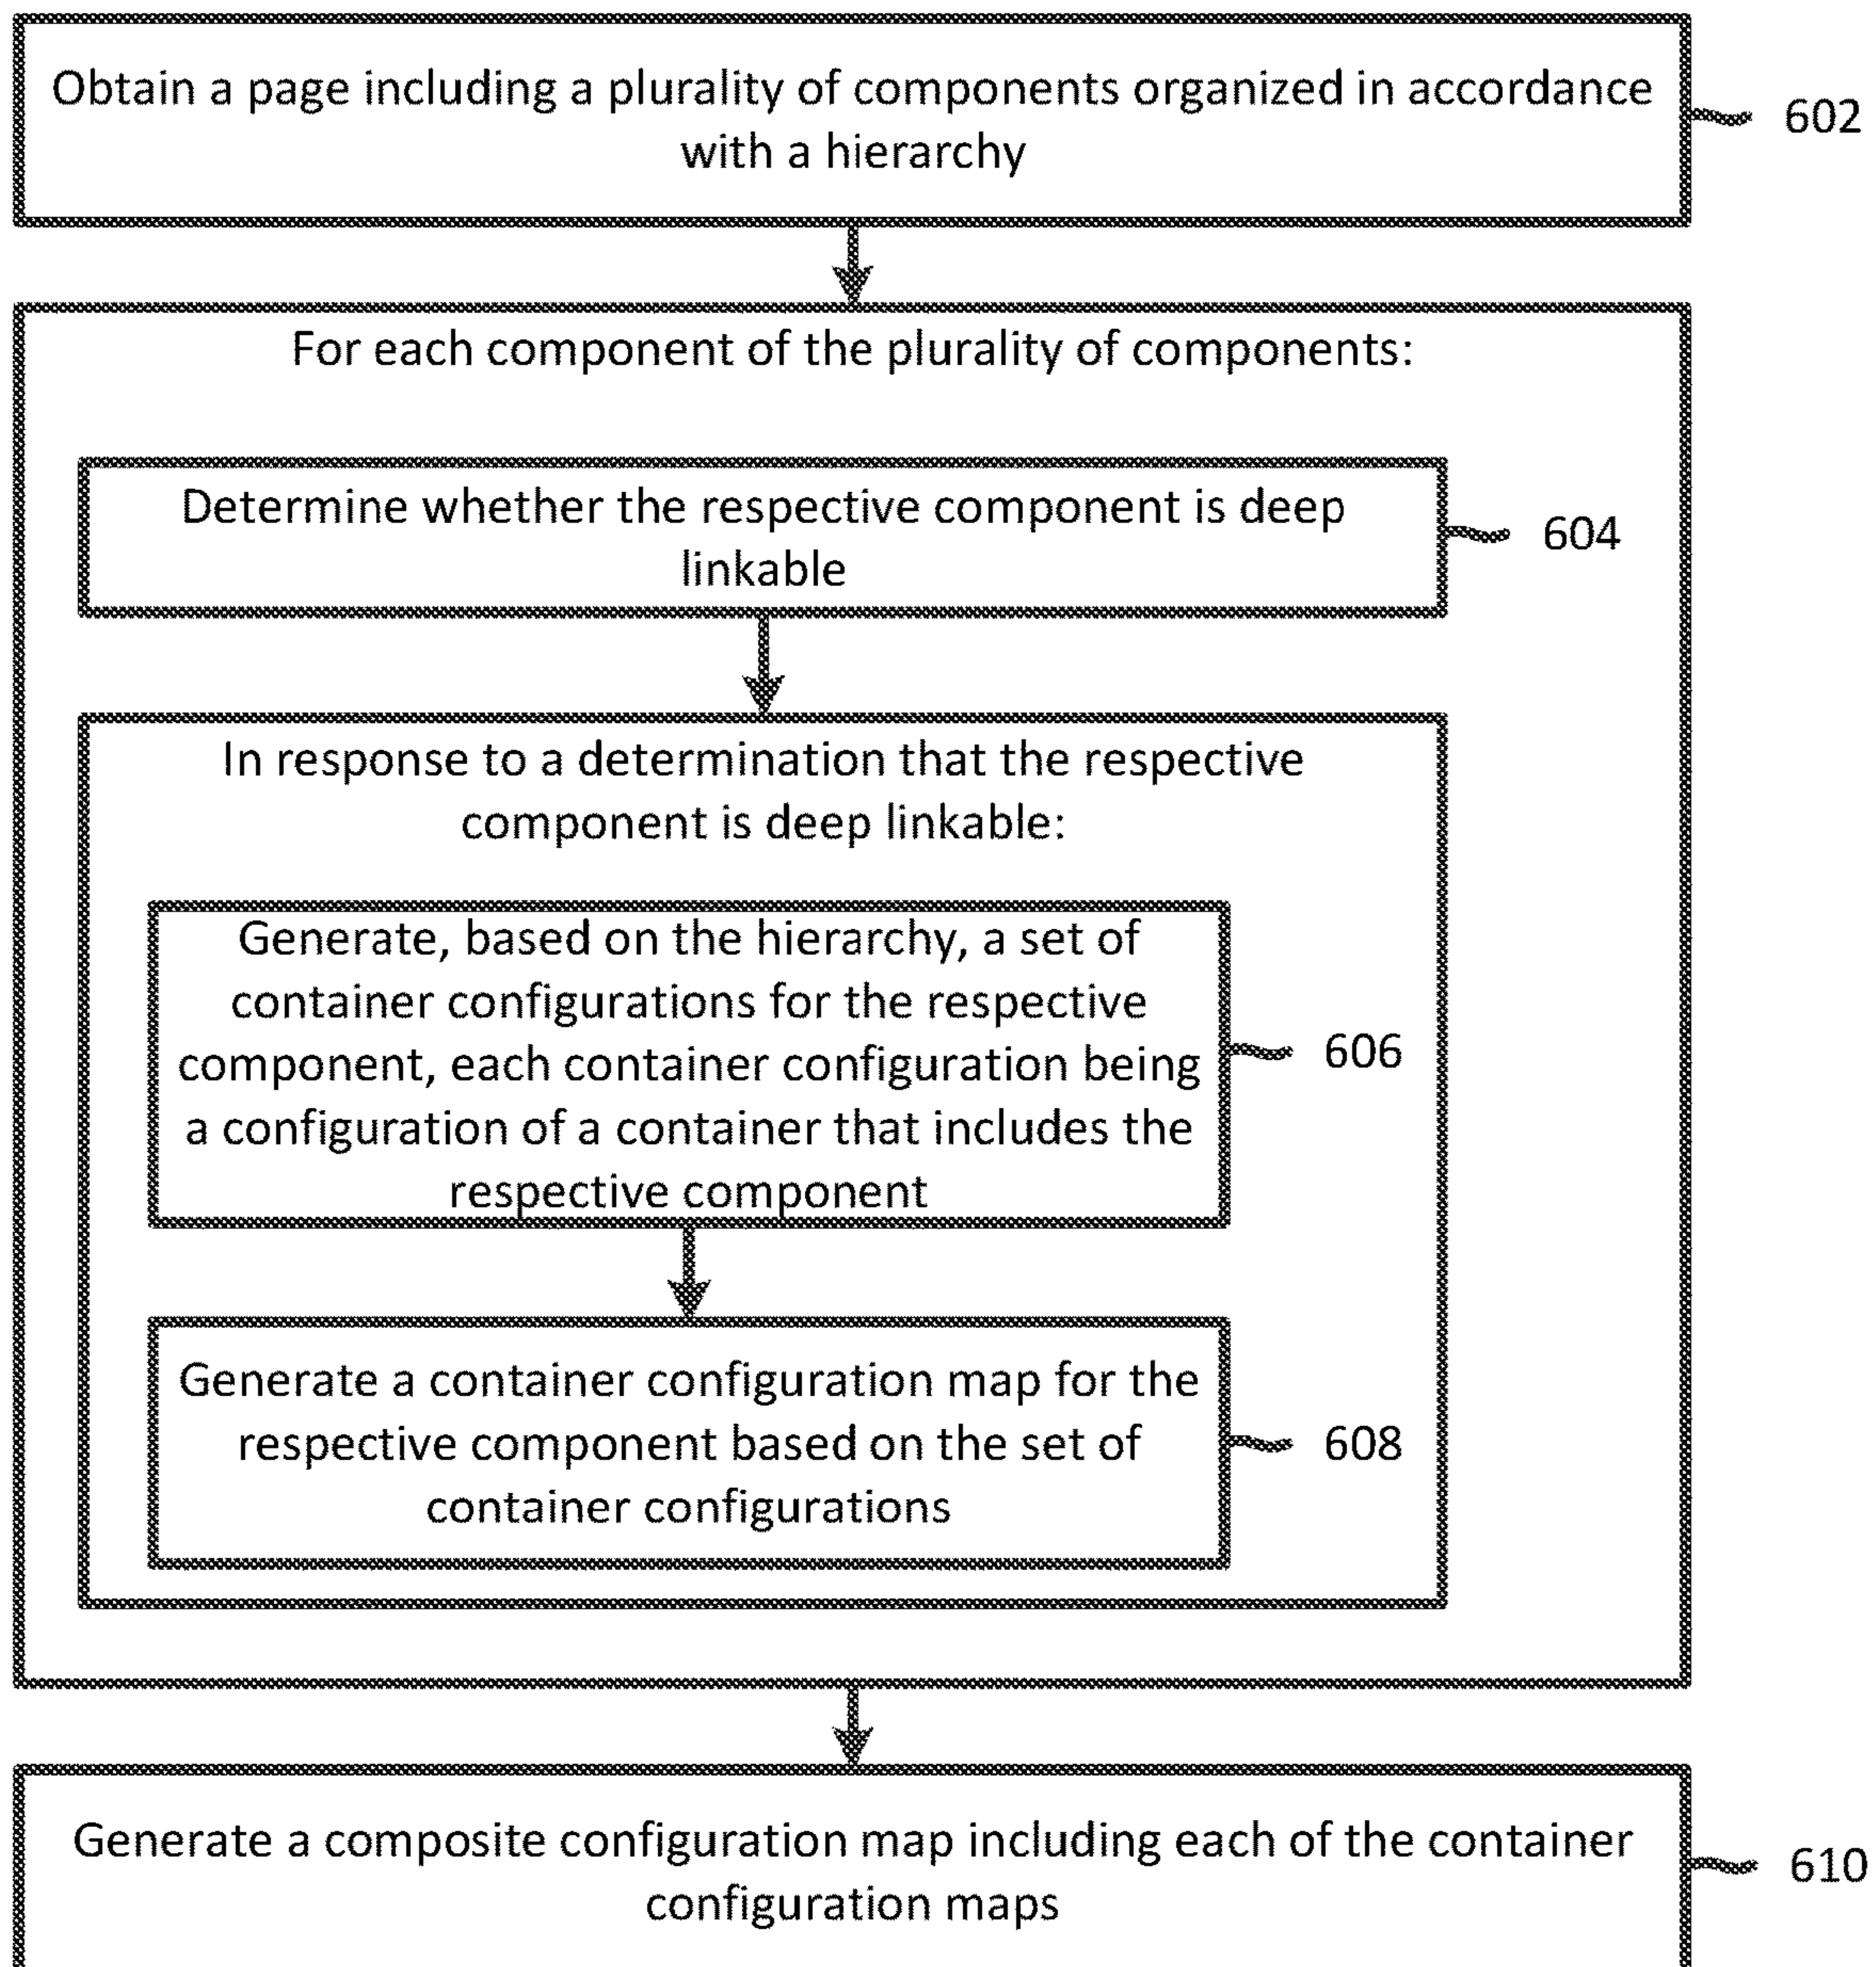 Obtain a page including a plurality of components organized in accordance
with a hierarchy
602
For each component of the plurality of components:
Determine whether the respective component is deep
linkable
604
In response to a determination that the respective
component is deep linkable:
Generate, based on the hierarchy, a set of
container configurations for the respective
component, each container configuration being
a configuration of a container that includes the
respective component
606
Generate a container configuration map for the
respective component based on the set of
container configurations
608
Generate a composite configuration map including each of the container
configuration maps
610